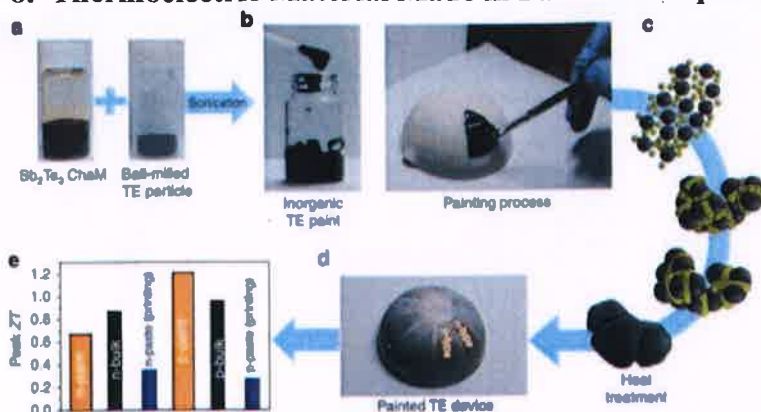 a
b
c
Sonication
Sb₂Te₃ ChaM
Ball-milled
TE particle
Inorganic
TE paint
Painting process
e
d
Peak ZT
1.2
1.0
0.8
0.6
0.4
0.2
0.0
n-paint
n-bulk
n-paste (printing)
p-paint
p-bulk
p-paste (printing)
Painted TE device
Heat
treatment